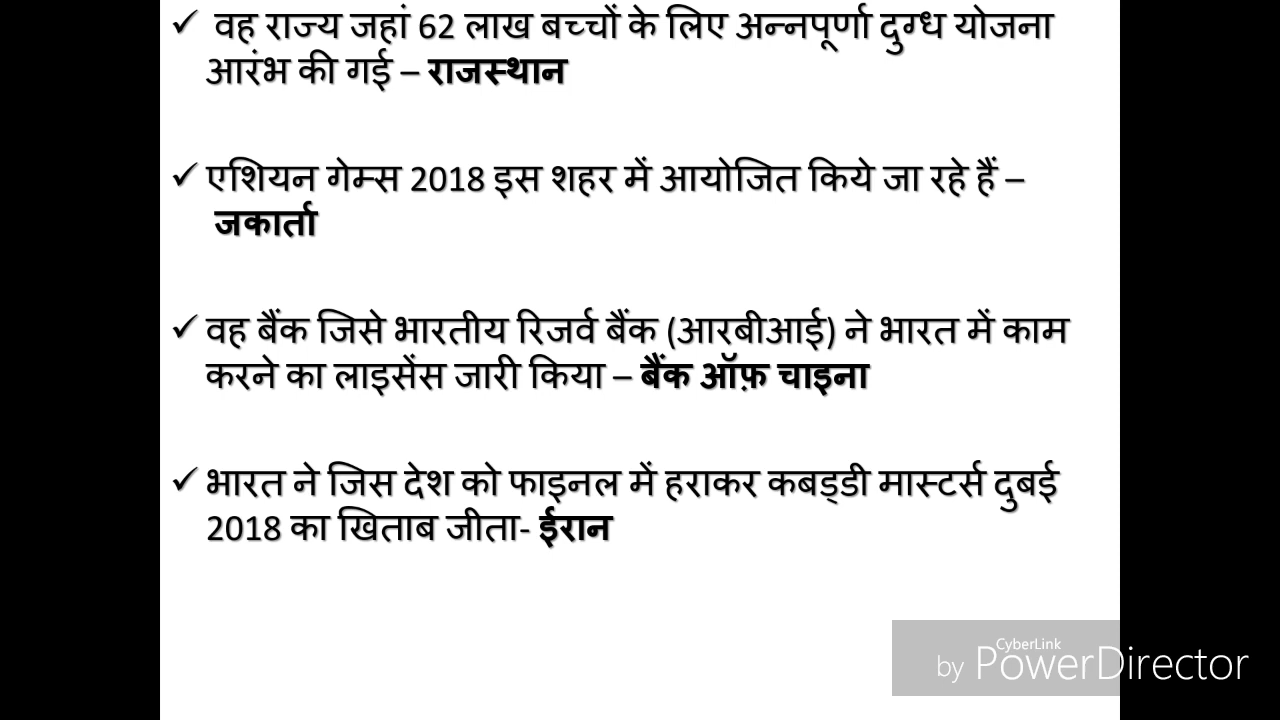 ✓ वह राज्य जहां 62 लाख बच्चों के लिए अन्नपूर्णा दुग्ध योजना
आरंभ की गई – राजस्थान
✓ एशियन गेम्स 2018 इस शहर में आयोजित किये जा रहे हैं –
जकार्ता
✓ वह बैंक जिसे भारतीय रिजर्व बैंक (आरबीआई) ने भारत में काम
करने का लाइसेंस जारी किया – बैंक ऑफ़ चाइना
✓ भारत ने जिस देश को फाइनल में हराकर कबड्डी मास्टर्स दुबई
2018 का खिताब जीता- ईरान
CyberLink
by PowerDirector